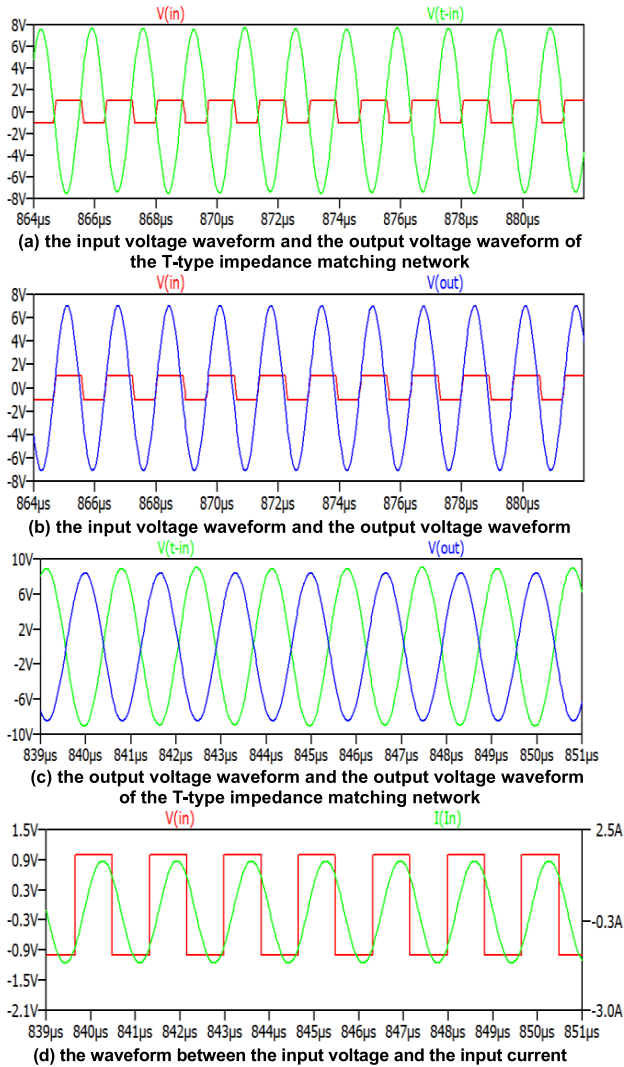 V(in) V(t-in)
8V
6V
4V
2V
0V
-2V
-4V
-6V
-8V
864µs 866µs 868µs 870µs 872µs 874µs 876µs 878µs 880µs
(a) the input voltage waveform and the output voltage waveform of
the T-type impedance matching network
V(in) V(out)
8V
6V
4V
2V
0V
-2V
-4V
-6V
-8V
864µs 866µs 868µs 870µs 872µs 874µs 876µs 878µs 880µs
(b) the input voltage waveform and the output voltage waveform
V(t-in) V(out)
10V
6V
2V
-2V
-6V
-10V
839µs 840µs 841µs 842µs 843µs 844µs 845µs 846µs 847µs 848µs 849µs 850µs 851µs
(c) the output voltage waveform and the output voltage waveform
of the T-type impedance matching network
V(in) I(In)
1.5V 2.5A
0.9V
0.3V
-0.3V -0.3A
-0.9V
-1.5V
-2.1V -3.0A
839µs 840µs 841µs 842µs 843µs 844µs 845µs 846µs 847µs 848µs 849µs 850µs 851µs
(d) the waveform between the input voltage and the input current